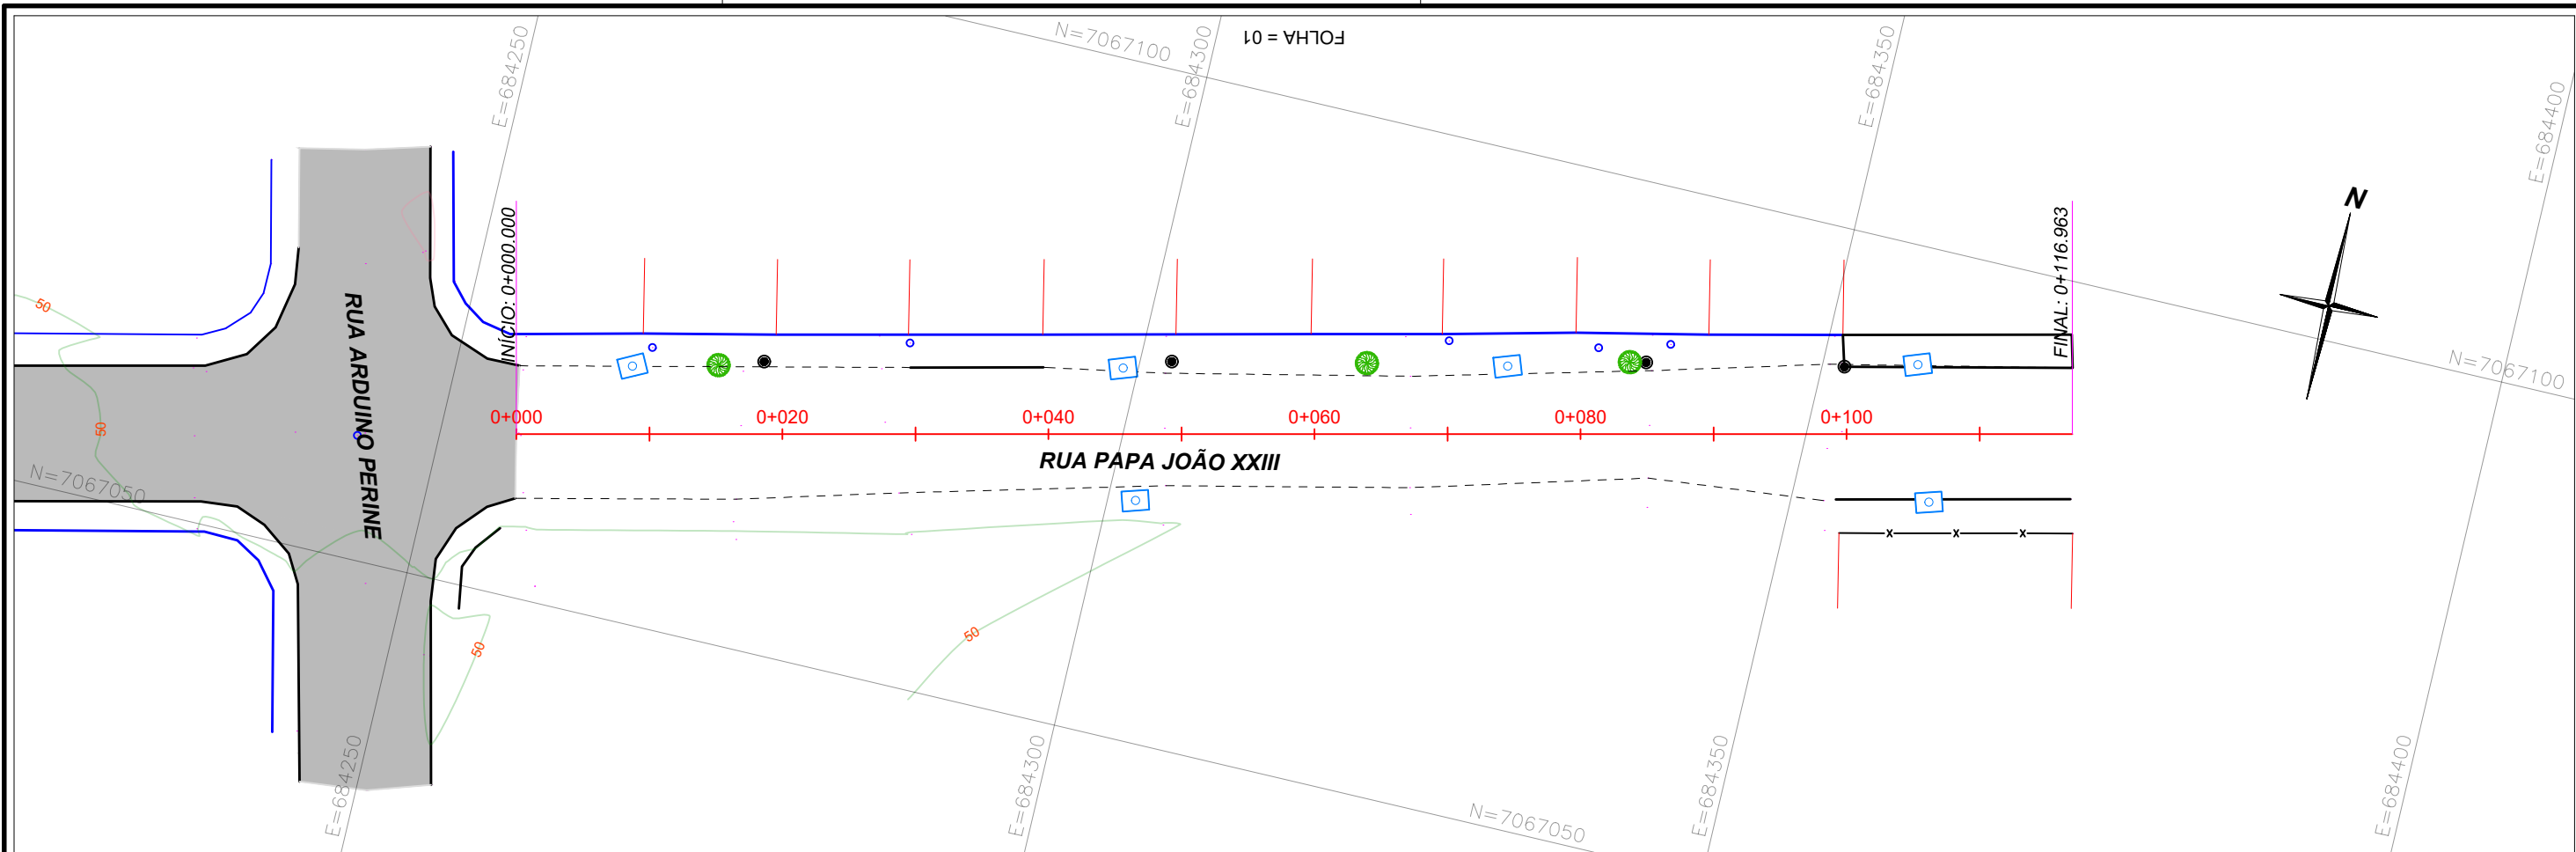 N=7067100
FOLHA = 01
E=684250
E=684300
E=684350
E=684400
N
INÍCIO: 0+000.000
FINAL: 0+116.963
50
RUA ARDUINO PERINE
N=7067100
0+000
0+020
0+040
0+060
0+080
0+100
50
RUA PAPA JOÃO XXIII
N=7067050
50
50
E=684250
E=684300
E=684350
E=684400
N=7067050
x
x
x